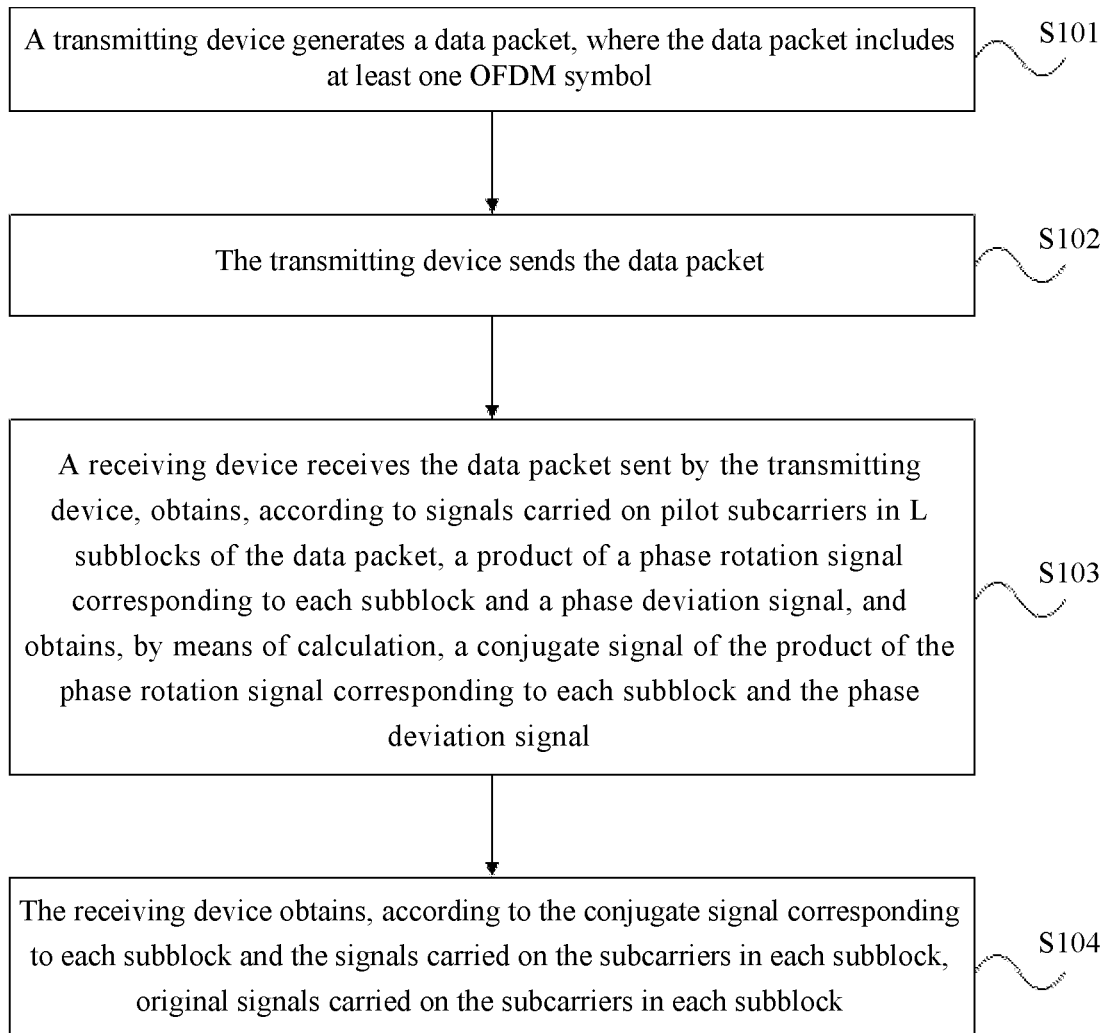 A transmitting device generates a data packet, where the data packet includes
at least one OFDM symbol
S101
The transmitting device sends the data packet
S102
A receiving device receives the data packet sent by the transmitting
device, obtains, according to signals carried on pilot subcarriers in L
subblocks of the data packet, a product of a phase rotation signal
corresponding to each subblock and a phase deviation signal, and
obtains, by means of calculation, a conjugate signal of the product of the
phase rotation signal corresponding to each subblock and the phase
deviation signal
S103
The receiving device obtains, according to the conjugate signal corresponding
to each subblock and the signals carried on the subcarriers in each subblock,
original signals carried on the subcarriers in each subblock
S104